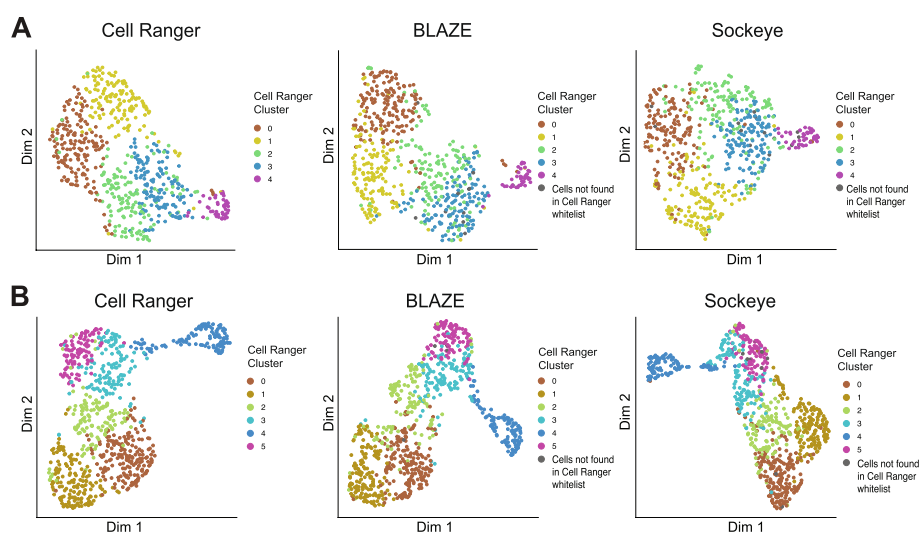 A
Cell Ranger
BLAZE
Sockeye
Dim 2
Dim 1
Cell Ranger
Cluster
0
1
2
3
4
Dim 2
Dim 1
Cell Ranger
Cluster
0
1
2
3
4
Cells not found
in Cell Ranger
whitelist
Dim 2
Dim 1
Cell Ranger
Cluster
0
1
2
3
4
Cells not found
in Cell Ranger
whitelist
B
Cell Ranger
BLAZE
Sockeye
Dim 2
Dim 1
Cell Ranger
Cluster
0
1
2
3
4
5
Dim 2
Dim 1
Cell Ranger
Cluster
0
1
2
3
4
5
Cells not found
in Cell Ranger
whitelist
Dim 2
Dim 1
Cell Ranger
Cluster
0
1
2
3
4
5
Cells not found
in Cell Ranger
whitelist